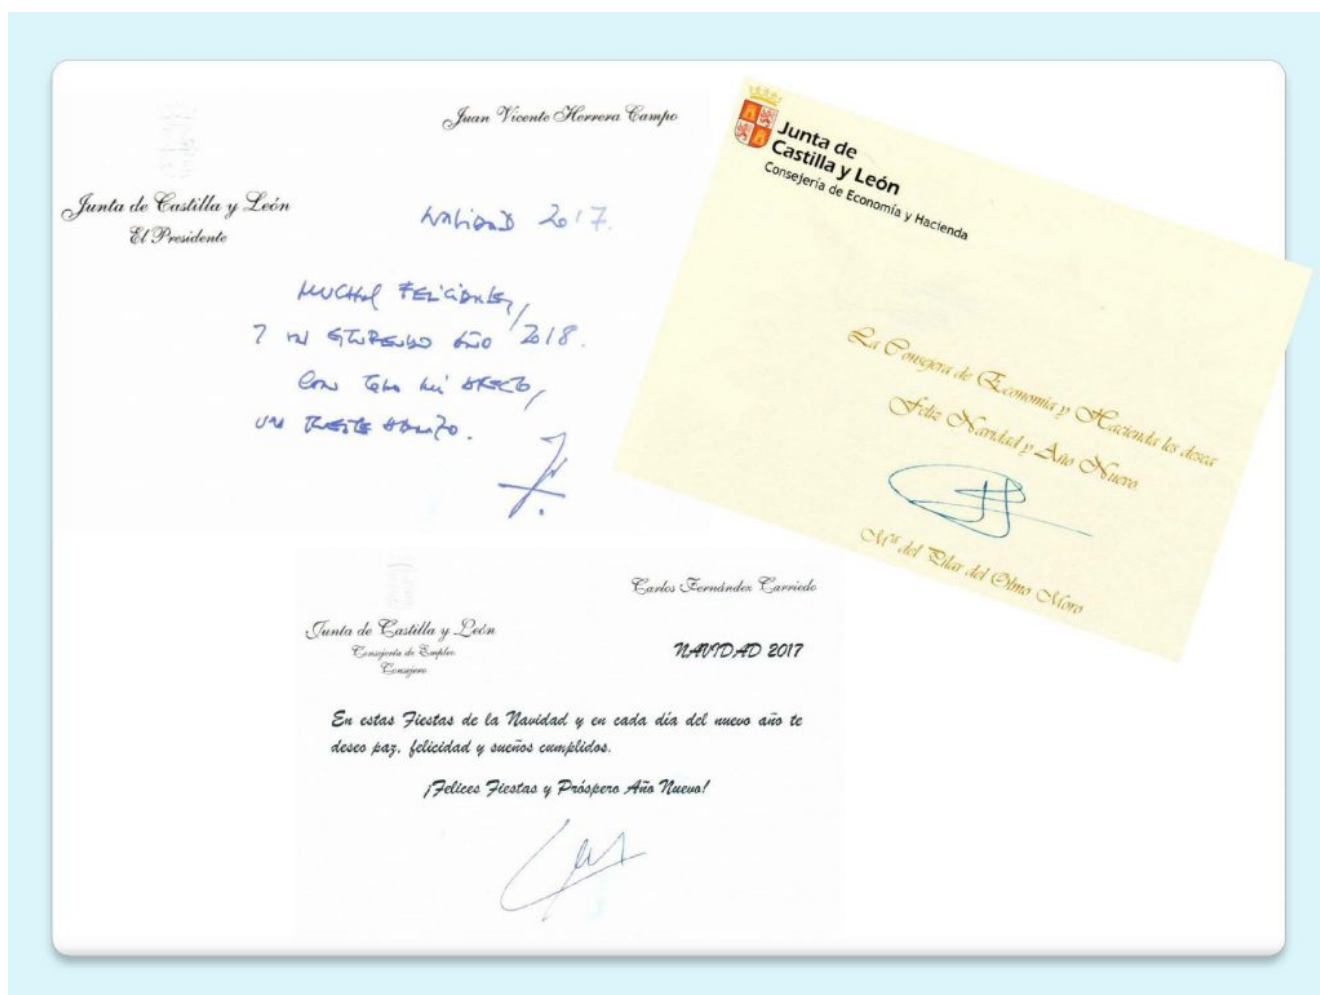 Juan Vicente Herrera Campo
Junta de Castilla y León
El Presidente
NAVIDAD 2017.
MUCHAS FELICIDADES,
Y UN ESTUPENDO AÑO 2018.
CON TODO MI AFECTO,
UN FUERTE ABRAZO.
Junta de
Castilla y León
Consejería de Economía y Hacienda
La Consejera de Economía y Hacienda les desea
Feliz Navidad y Año Nuevo
Mª del Pilar del Olmo Moro
Carlos Fernández Carriedo
Junta de Castilla y León
Consejería de Empleo
Consejero
NAVIDAD 2017
En estas Fiestas de la Navidad y en cada día del nuevo año te
deseo paz, felicidad y sueños cumplidos.
¡Felices Fiestas y Próspero Año Nuevo!